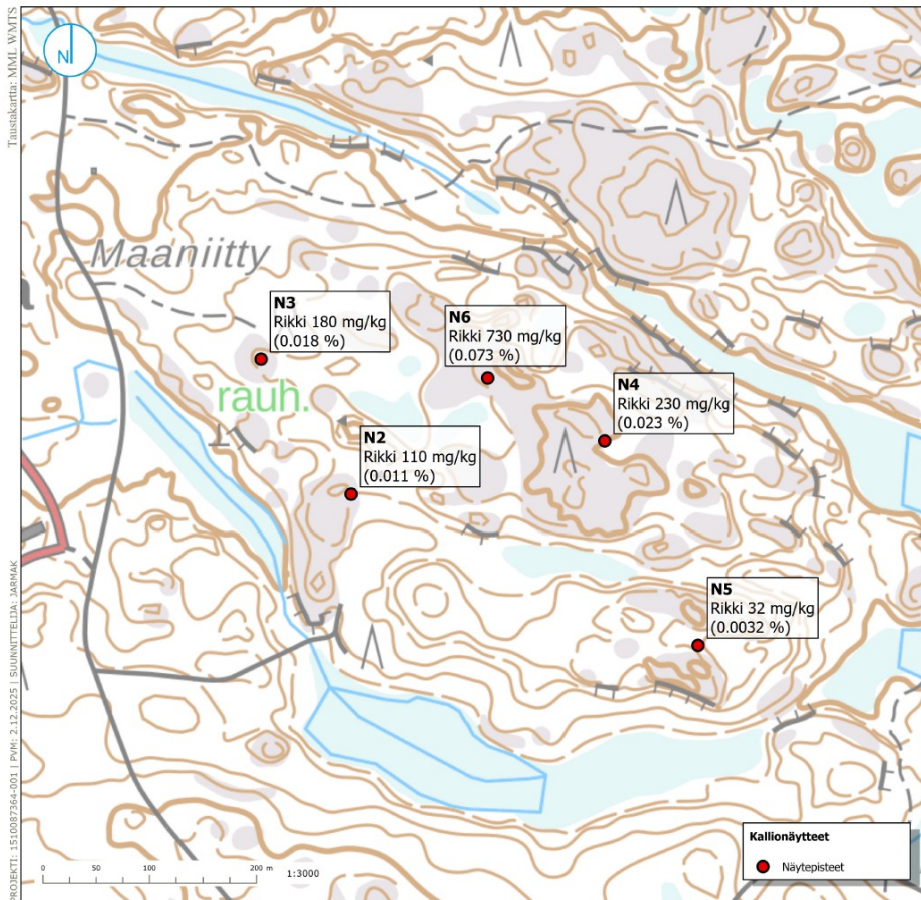 Taustakartta: MML WMTS
N
Maaniitty
N3
Rikki 180 mg/kg
(0.018 %)
N6
Rikki 730 mg/kg
(0.073 %)
rauh.
N4
Rikki 230 mg/kg
(0.023 %)
N2
Rikki 110 mg/kg
(0.011 %)
N5
Rikki 32 mg/kg
(0.0032 %)
PROJEKTI: 1510087364-001 | PVM: 2.12.2025 | SUUNNITTELIJA: JARMAK
Kallionäytteet
Näytepisteet
0 50 100 200 m
1:3000